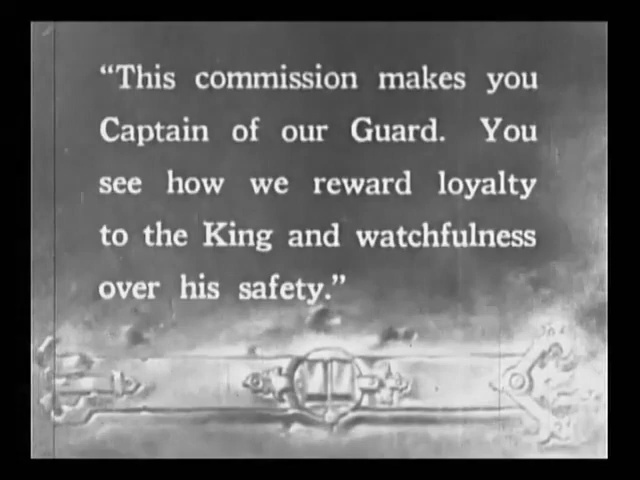 “This commission makes you
Captain of our Guard. You
see how we reward loyalty
to the King and watchfulness
over his safety.”